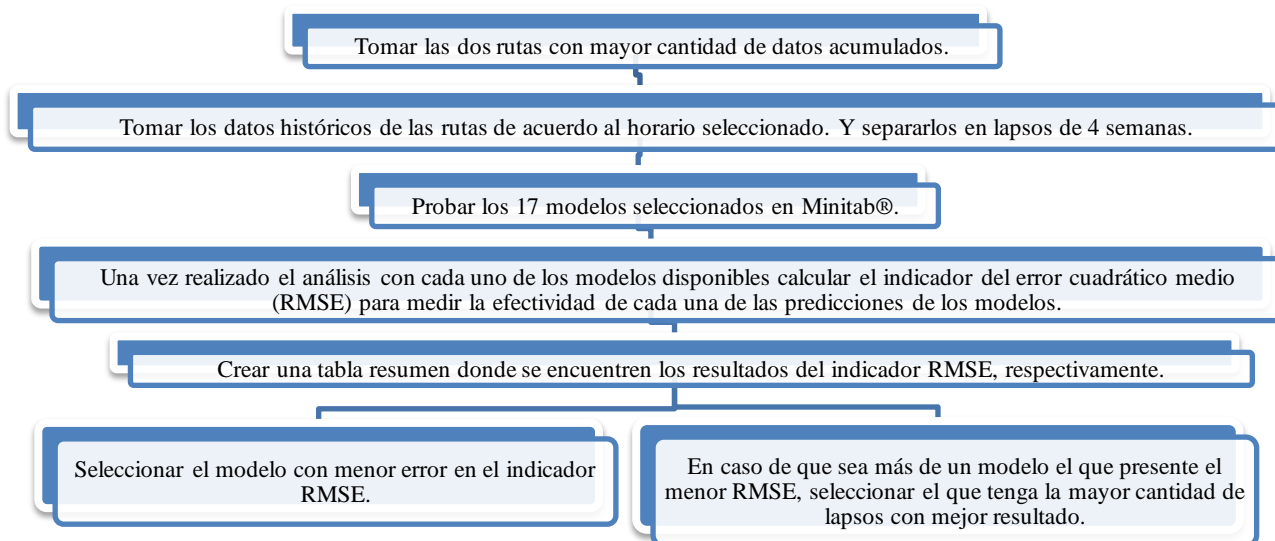 Tomar las dos rutas con mayor cantidad de datos acumulados.
Tomar los datos históricos de las rutas de acuerdo al horario seleccionado. Y separarlos en lapsos de 4 semanas.
Probar los 17 modelos seleccionados en Minitab®.
Una vez realizado el análisis con cada uno de los modelos disponibles calcular el indicador del error cuadrático medio
(RMSE) para medir la efectividad de cada una de las predicciones de los modelos.
Crear una tabla resumen donde se encuentren los resultados del indicador RMSE, respectivamente.
Seleccionar el modelo con menor error en el indicador
RMSE.
En caso de que sea más de un modelo el que presente el
menor RMSE, seleccionar el que tenga la mayor cantidad de
lapsos con mejor resultado.